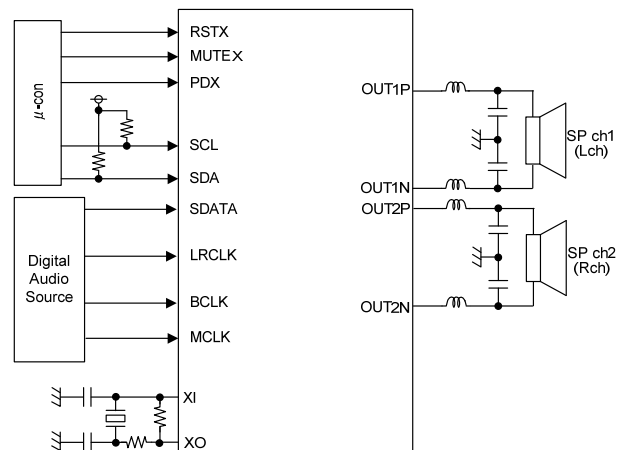 μ-con
RSTX
MUTEX
PDX
SCL
SDA
Digital
Audio
Source
SDATA
LRCLK
BCLK
MCLK
XI
XO
OUT1P
OUT1N
OUT2P
OUT2N
SP ch1
(Lch)
SP ch2
(Rch)